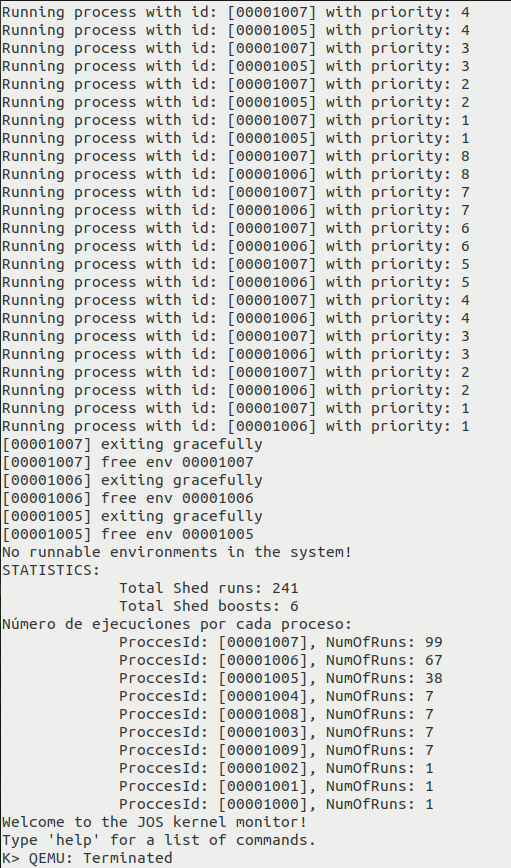 Running process with id: [00001007] with priority: 4
Running process with id: [00001005] with priority: 4
Running process with id: [00001007] with priority: 3
Running process with id: [00001005] with priority: 3
Running process with id: [00001007] with priority: 2
Running process with id: [00001005] with priority: 2
Running process with id: [00001007] with priority: 1
Running process with id: [00001005] with priority: 1
Running process with id: [00001007] with priority: 8
Running process with id: [00001006] with priority: 8
Running process with id: [00001007] with priority: 7
Running process with id: [00001006] with priority: 7
Running process with id: [00001007] with priority: 6
Running process with id: [00001006] with priority: 6
Running process with id: [00001007] with priority: 5
Running process with id: [00001006] with priority: 5
Running process with id: [00001007] with priority: 4
Running process with id: [00001006] with priority: 4
Running process with id: [00001007] with priority: 3
Running process with id: [00001006] with priority: 3
Running process with id: [00001007] with priority: 2
Running process with id: [00001006] with priority: 2
Running process with id: [00001007] with priority: 1
Running process with id: [00001006] with priority: 1
[00001007] exiting gracefully
[00001007] free env 00001007
[00001006] exiting gracefully
[00001006] free env 00001006
[00001005] exiting gracefully
[00001005] free env 00001005
No runnable environments in the system!
STATISTICS:
Total Shed runs: 241
Total Shed boosts: 6
Número de ejecuciones por cada proceso:
ProccesId: [00001007], NumOfRuns: 99
ProccesId: [00001006], NumOfRuns: 67
ProccesId: [00001005], NumOfRuns: 38
ProccesId: [00001004], NumOfRuns: 7
ProccesId: [00001008], NumOfRuns: 7
ProccesId: [00001003], NumOfRuns: 7
ProccesId: [00001009], NumOfRuns: 7
ProccesId: [00001002], NumOfRuns: 1
ProccesId: [00001001], NumOfRuns: 1
ProccesId: [00001000], NumOfRuns: 1
Welcome to the JOS kernel monitor!
Type 'help' for a list of commands.
K> QEMU: Terminated